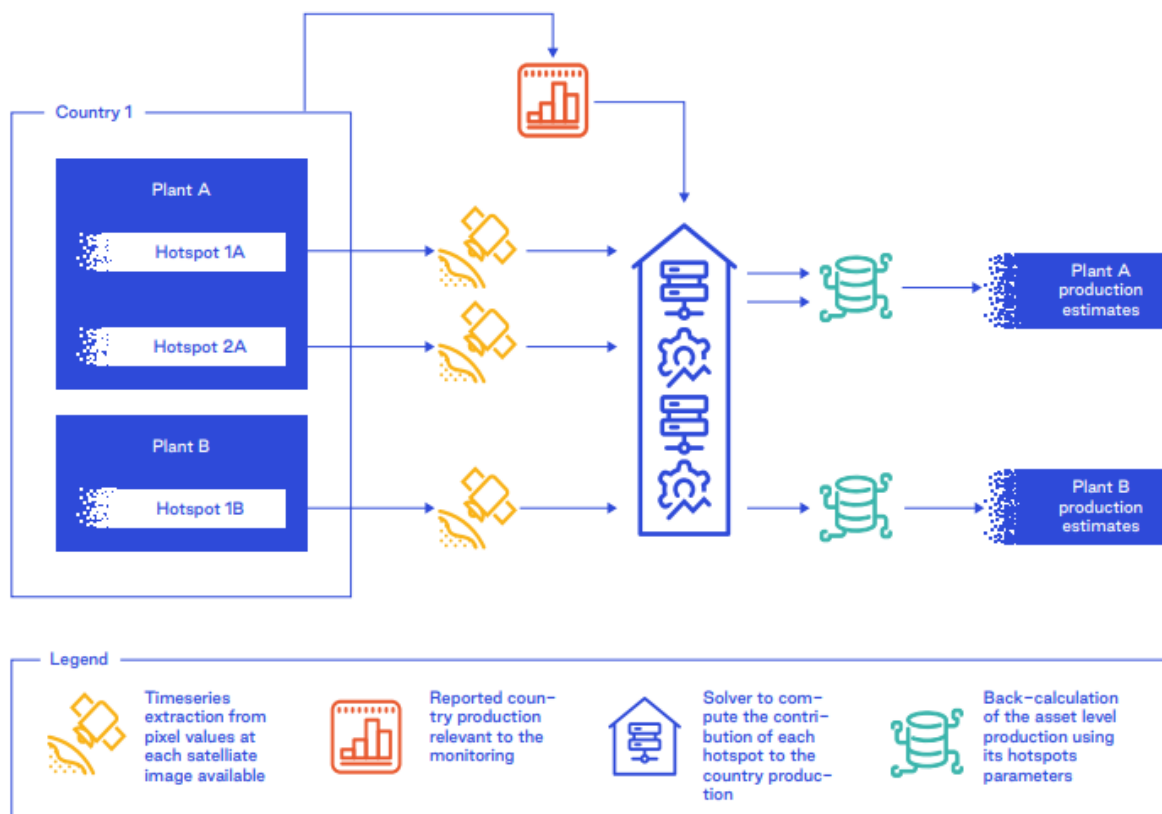 Country 1
Plant A
Hotspot 1A
Hotspot 2A
Plant B
Hotspot 1B
Plant A
production
estimates
Plant B
production
estimates
Legend
Timeseries
extraction from
pixel values at
each satelliate
image available
Reported coun-
try production
relevant to the
monitoring
Solver to com-
pute the contri-
bution of each
hotspot to the
country produc-
tion
Back-calculation
of the asset level
production using
its hotspots
parameters